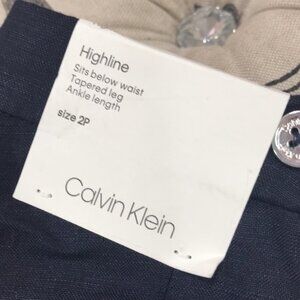 Highline
Sits below waist
Tapered leg
Ankle length
size 2P
Calvin Klein